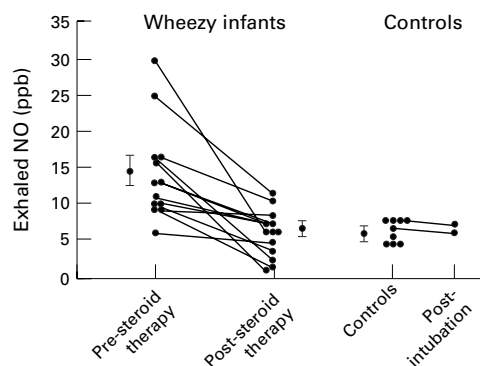 Wheezy infants
Controls
Exhaled NO (ppb)
35
30
25
20
15
10
5
0
Pre-steroid
therapy
Post-steroid
therapy
Controls
Post-
intubation